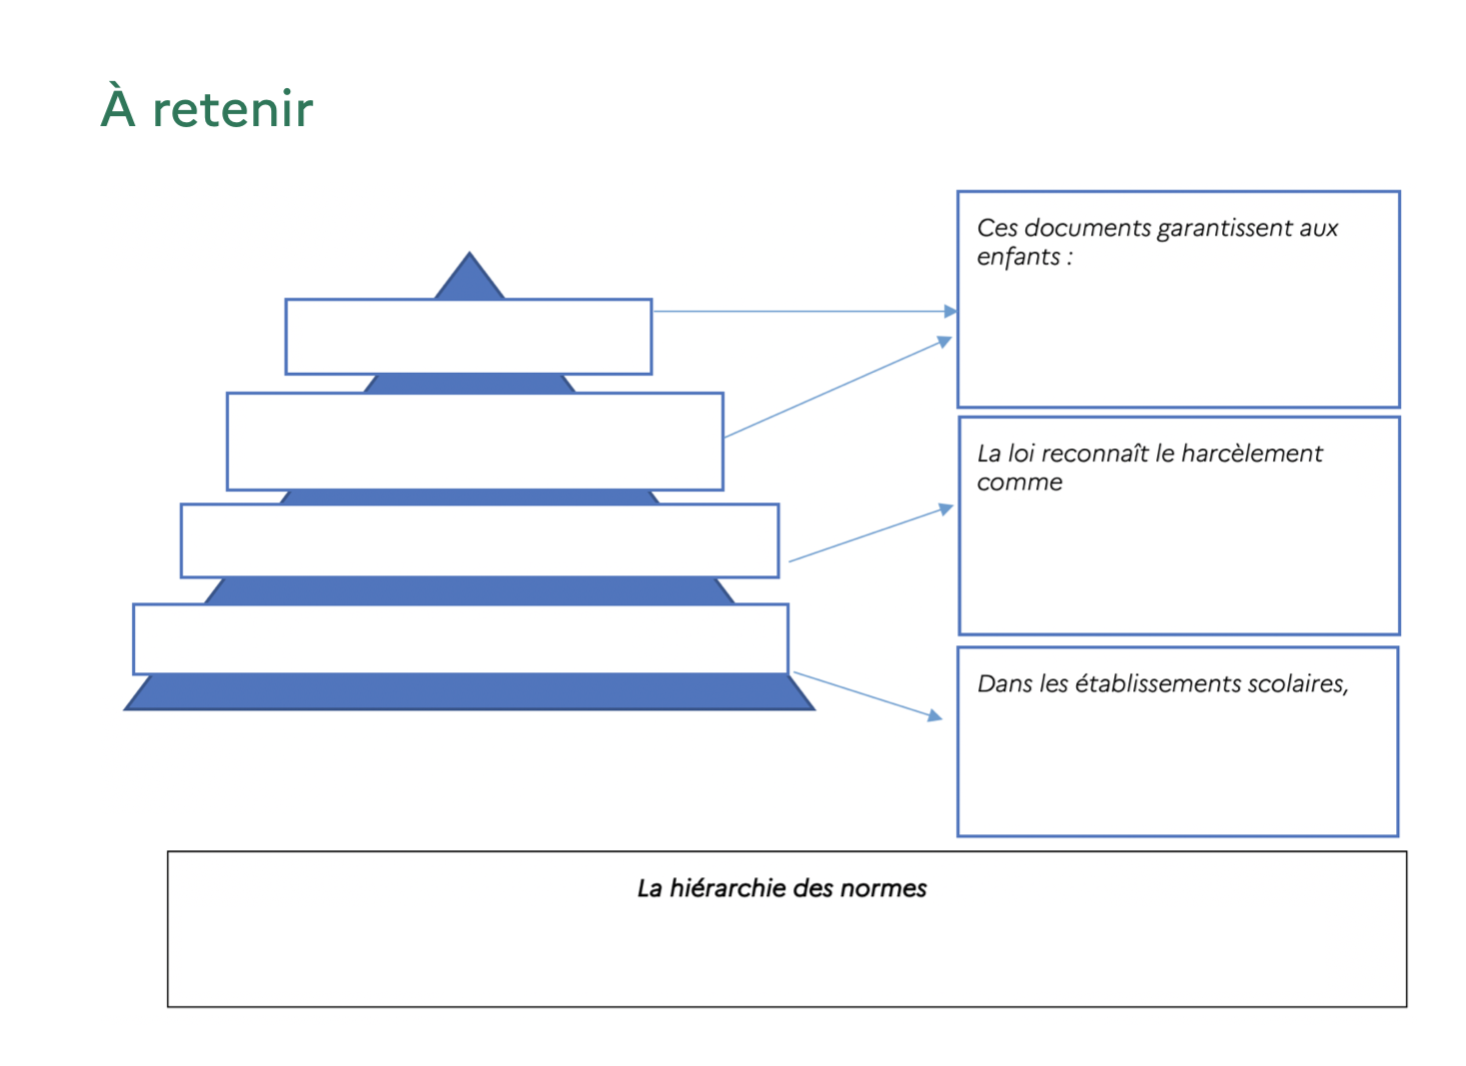 À retenir
Ces documents garantissent aux
enfants :
La loi reconnaît le harcèlement
comme
Dans les établissements scolaires,
La hiérarchie des normes